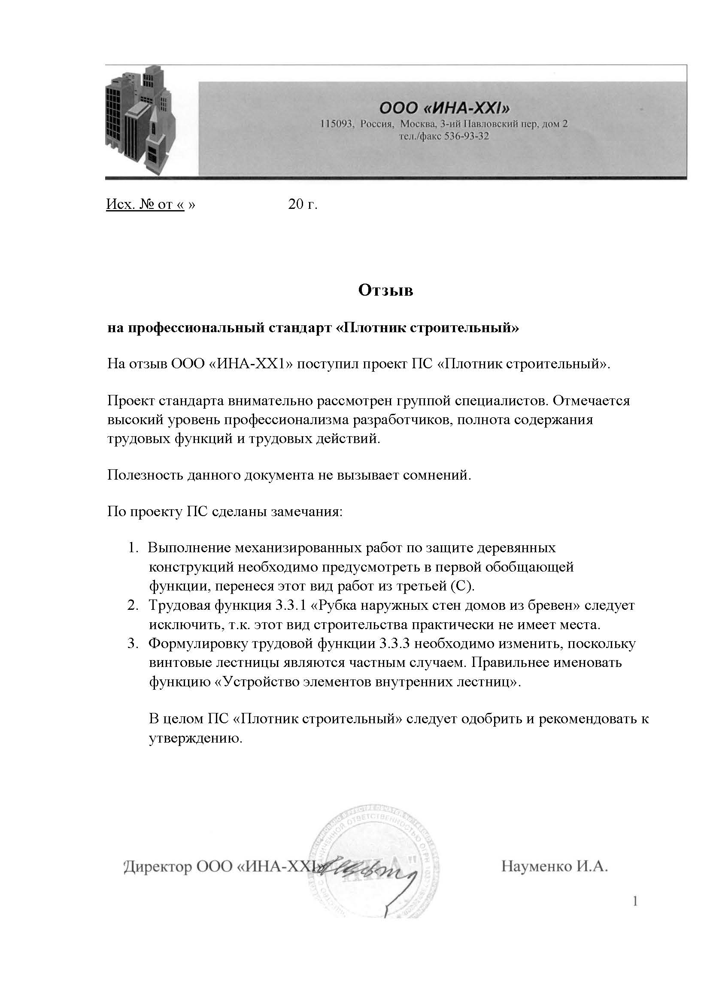 ООО «ИНА-XXI»
115093, Россия, Москва, 3-ий Павловский пер, дом 2
тел./факс 536-93-32
Исх. № от « » 20 г.
Отзыв
на профессиональный стандарт «Плотник строительный»
На отзыв ООО «ИНА-XX1» поступил проект ПС «Плотник строительный».
Проект стандарта внимательно рассмотрен группой специалистов. Отмечается
высокий уровень профессионализма разработчиков, полнота содержания
трудовых функций и трудовых действий.
Полезность данного документа не вызывает сомнений.
По проекту ПС сделаны замечания:
1. Выполнение механизированных работ по защите деревянных
конструкций необходимо предусмотреть в первой обобщающей
функции, перенеся этот вид работ из третьей (С).
2. Трудовая функция 3.3.1 «Рубка наружных стен домов из бревен» следует
исключить, т.к. этот вид строительства практически не имеет места.
3. Формулировку трудовой функции 3.3.3 необходимо изменить, поскольку
винтовые лестницы являются частным случаем. Правильнее именовать
функцию «Устройство элементов внутренних лестниц».
В целом ПС «Плотник строительный» следует одобрить и рекомендовать к
утверждению.
ОТВЕТСТВЕННОСТЬЮ ОГРН
Директор ООО «ИНА-XXI» Науменко И.А.
1